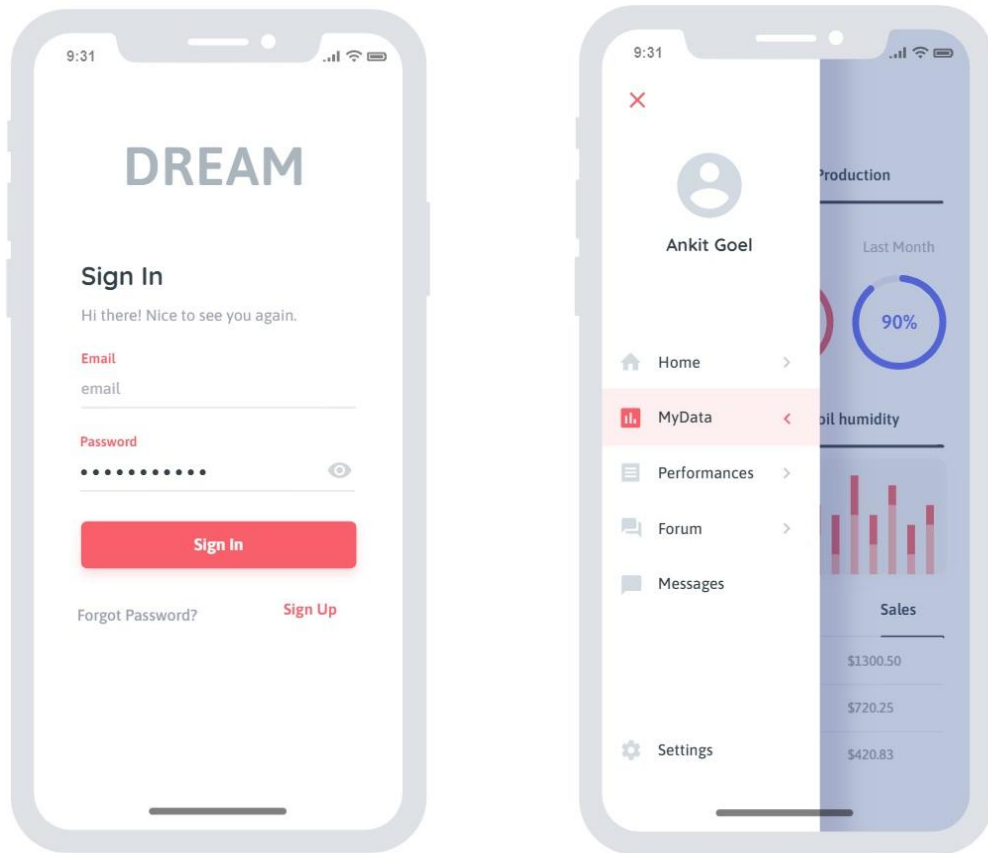 9:31
DREAM
Sign In
Hi there! Nice to see you again.
Email
email
Password
Sign In
Forgot Password?
Sign Up
9:31
Ankit Goel
Home
MyData
Performances
Forum
Messages
Settings
Production
Last Month
90%
oil humidity
Sales
$1300.50
$720.25
$420.83